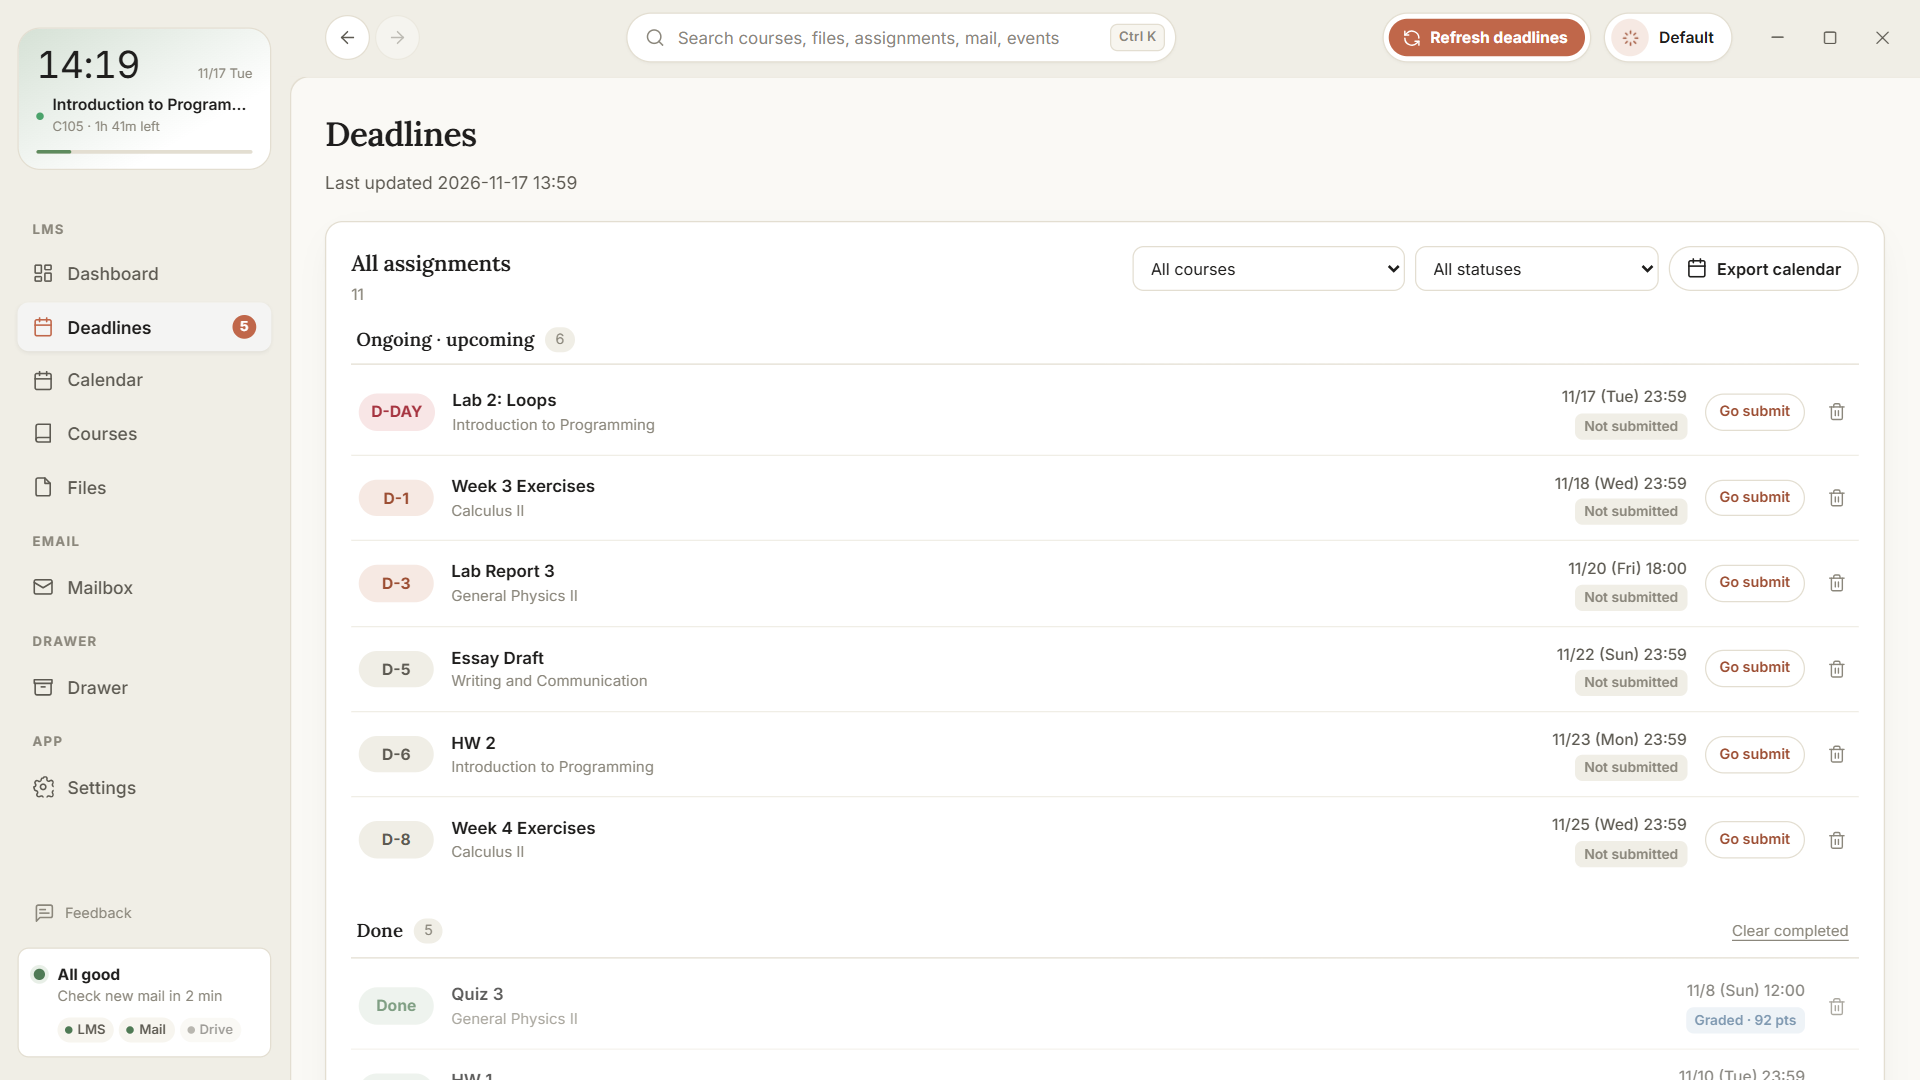 14:19
11/17 Tue
Introduction to Program...
C105 · 1h 41m left
LMS
Dashboard
Deadlines
5
Calendar
Courses
Files
EMAIL
Mailbox
DRAWER
Drawer
APP
Settings
Feedback
All good
Check new mail in 2 min
LMS
Mail
Drive
Search courses, files, assignments, mail, events
Ctrl K
Refresh deadlines
Default
Deadlines
Last updated 2026-11-17 13:59
All assignments
11
All courses
All statuses
Export calendar
Ongoing · upcoming
6
D-DAY
Lab 2: Loops
Introduction to Programming
11/17 (Tue) 23:59
Not submitted
Go submit
D-1
Week 3 Exercises
Calculus II
11/18 (Wed) 23:59
Not submitted
Go submit
D-3
Lab Report 3
General Physics II
11/20 (Fri) 18:00
Not submitted
Go submit
D-5
Essay Draft
Writing and Communication
11/22 (Sun) 23:59
Not submitted
Go submit
D-6
HW 2
Introduction to Programming
11/23 (Mon) 23:59
Not submitted
Go submit
D-8
Week 4 Exercises
Calculus II
11/25 (Wed) 23:59
Not submitted
Go submit
Done
5
Clear completed
Done
Quiz 3
General Physics II
11/8 (Sun) 12:00
Graded · 92 pts
HW 1
11/10 (Tue) 23:59